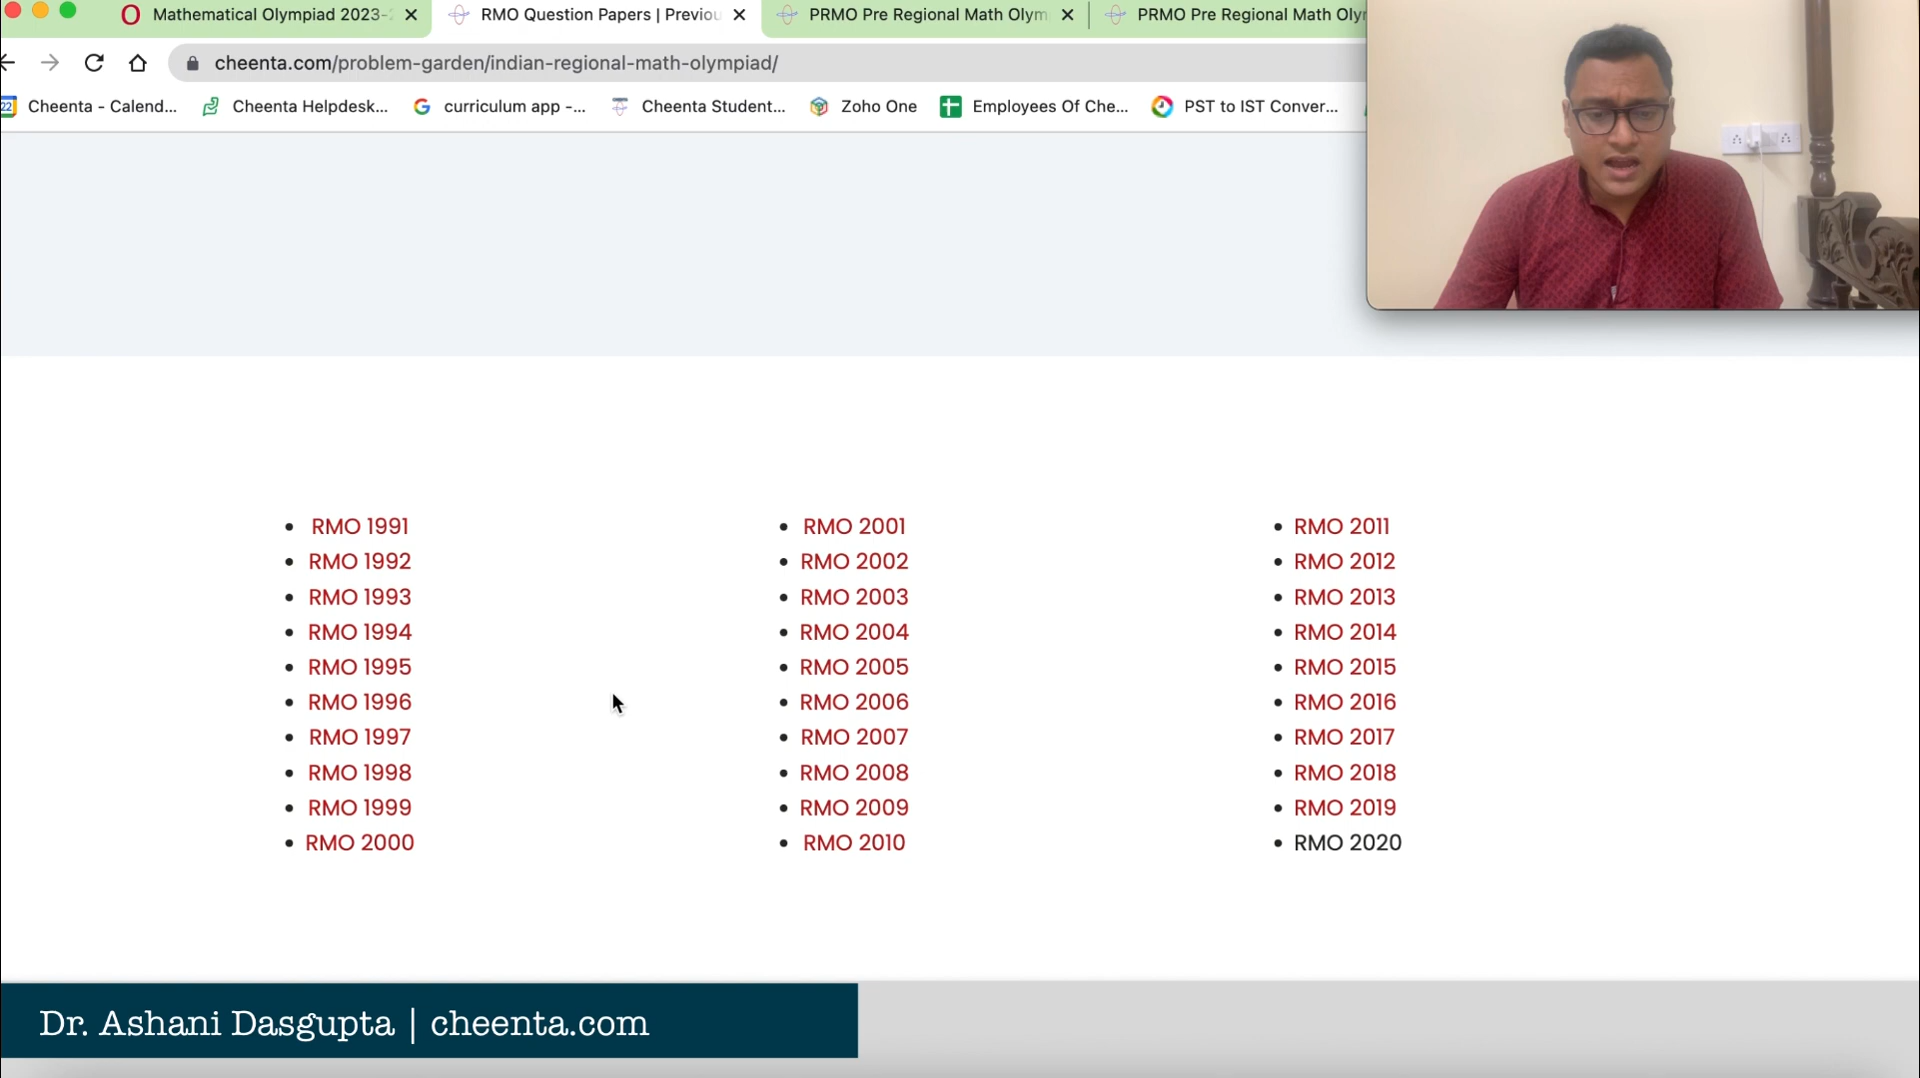 Mathematical Olympiad 2023-
RMO Question Papers | Previou
PRMO Pre Regional Math Olym
PRMO Pre Regional Math Olyr
cheenta.com/problem-garden/indian-regional-math-olympiad/
22
Cheenta - Calend...
Cheenta Helpdesk...
curriculum app -...
Cheenta Student...
Zoho One
Employees Of Che...
PST to IST Conver...
RMO 1991
RMO 1992
RMO 1993
RMO 1994
RMO 1995
RMO 1996
RMO 1997
RMO 1998
RMO 1999
RMO 2000
RMO 2001
RMO 2002
RMO 2003
RMO 2004
RMO 2005
RMO 2006
RMO 2007
RMO 2008
RMO 2009
RMO 2010
RMO 2011
RMO 2012
RMO 2013
RMO 2014
RMO 2015
RMO 2016
RMO 2017
RMO 2018
RMO 2019
RMO 2020
Dr. Ashani Dasgupta | cheenta.com